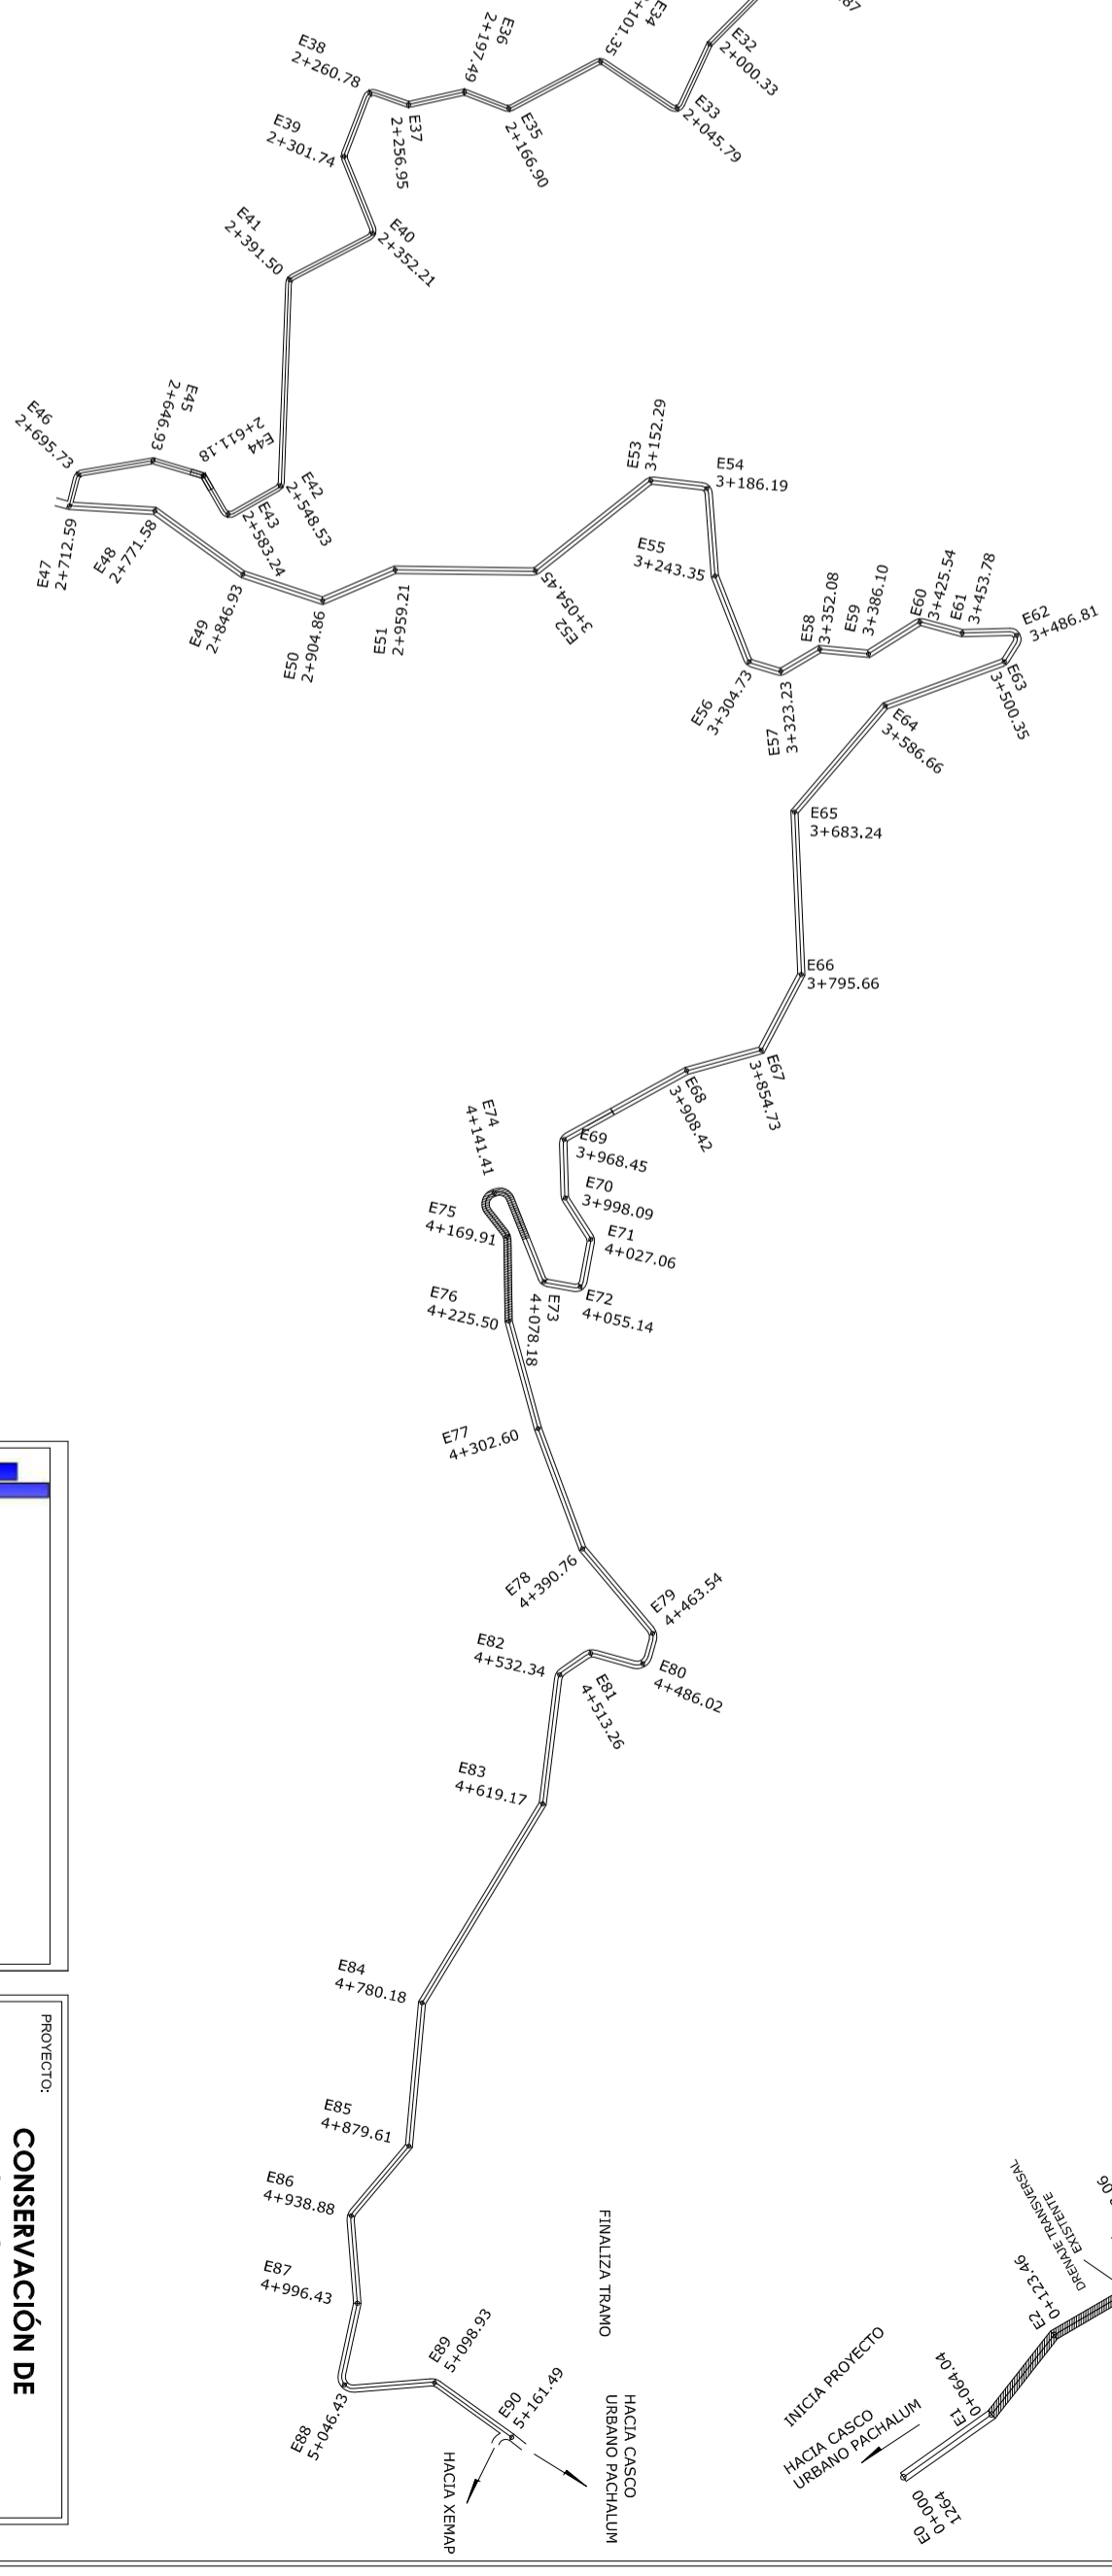 E32
2+000.33
E33
2+045.79
E34
+101.35
E35
2+166.90
E36
2+197.49
E37
2+256.95
E38
2+260.78
E39
2+301.74
E40
2+352.21
E41
2+391.50
E42
2+548.53
E43
2+583.24
E44
2+611.18
E45
2+646.93
E46
2+695.73
E47
2+712.59
E48
2+771.58
E49
2+846.93
E50
2+904.86
E51
2+959.21
E52
3+054.45
E53
3+152.29
E54
3+186.19
E55
3+243.35
E56
3+304.73
E57
3+323.23
E58
3+352.08
E59
3+386.10
E60
3+425.54
E61
3+453.78
E62
3+486.81
E63
3+500.35
E64
3+586.66
E65
3+683.24
E66
3+795.66
E67
3+854.73
E68
3+908.42
E69
3+968.45
E70
3+998.09
E71
4+027.06
E72
4+055.14
E73
4+078.18
E74
4+141.41
E75
4+169.91
E76
4+225.50
E77
4+302.60
E78
4+390.76
E79
4+463.54
E80
4+486.02
E81
4+513.26
E82
4+532.34
E83
4+619.17
E84
4+780.18
E85
4+879.61
E86
4+938.88
E87
4+996.43
E88
5+046.43
E89
5+098.93
E90
5+161.49
FINALIZA TRAMO
HACIA CASCO
URBANO PACHALUM
HACIA XEMAP
DRENAJE TRANSVERSAL
EXISTENTE
E2
0+123.46
E1
0+064.04
INICIA PROYECTO
HACIA CASCO
URBANO PACHALUM
E0
0+000
1264
PROYECTO:
CONSERVACIÓN DE